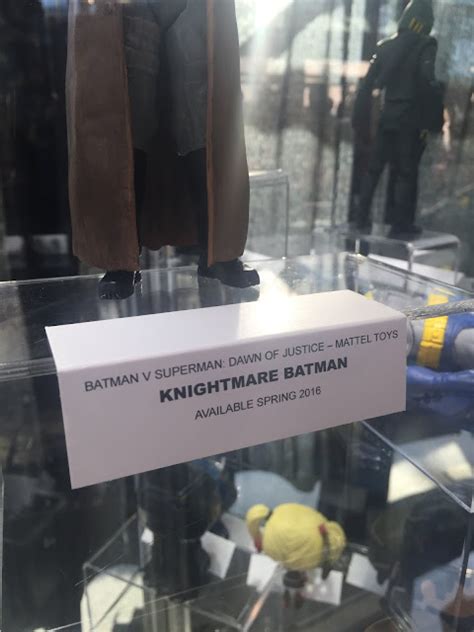 BATMAN V SUPERMAN: DAWN OF JUSTICE – MATTEL TOYS
KNIGHTMARE BATMAN
AVAILABLE SPRING 2016